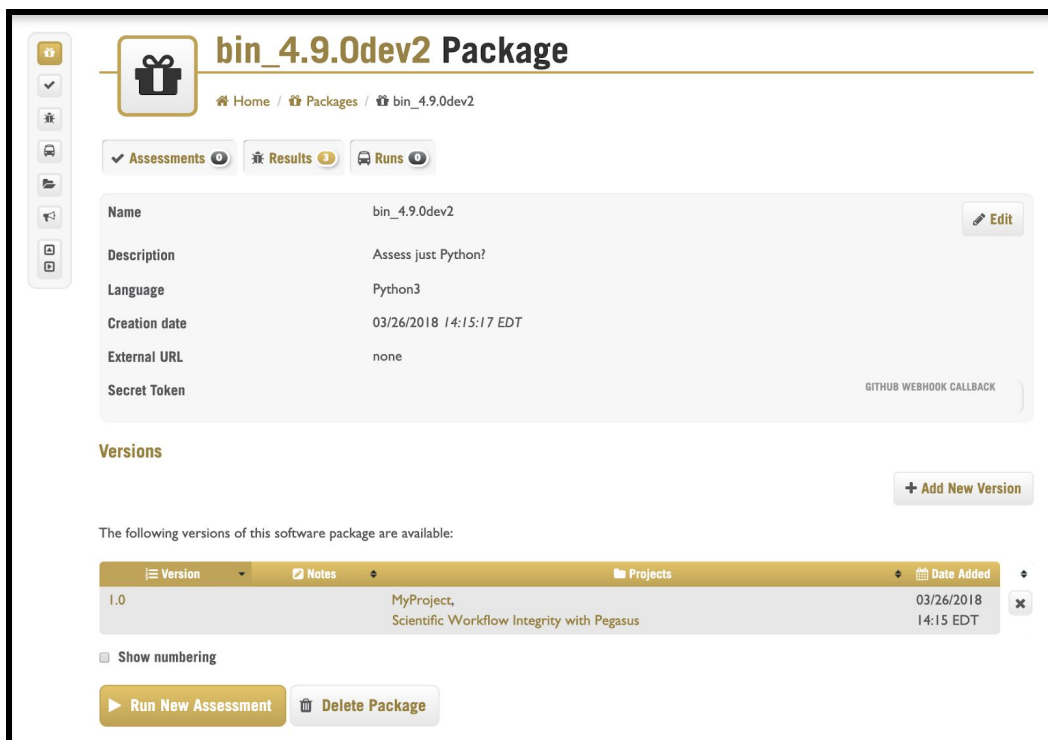 bin_4.9.0dev2 Package
Home / Packages / bin_4.9.0dev2
Assessments 0 Results 3 Runs 0
Name bin_4.9.0dev2
Edit
Description Assess just Python?
Language Python3
Creation date 03/26/2018 14:15:17 EDT
External URL none
Secret Token GITHUB WEBHOOK CALLBACK
Versions
Add New Version
The following versions of this software package are available:
Version Notes Projects Date Added
1.0 MyProject, 03/26/2018
Scientific Workflow Integrity with Pegasus 14:15 EDT
Show numbering
Run New Assessment Delete Package